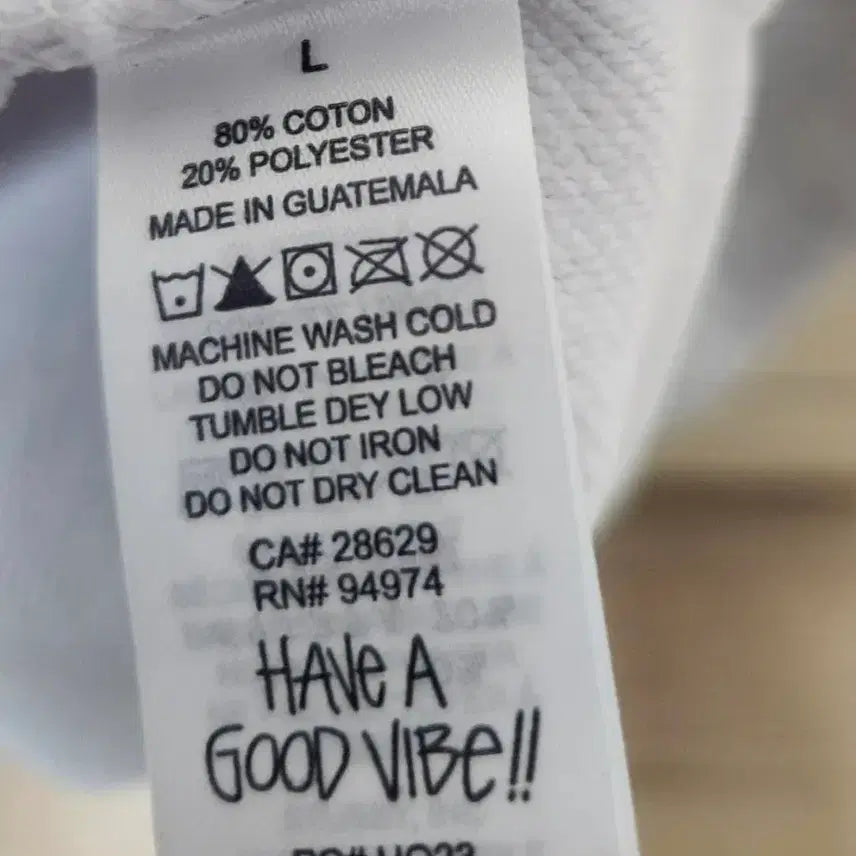 L
80% COTON
20% POLYESTER
MADE IN GUATEMALA
MACHINE WASH COLD
DO NOT BLEACH
TUMBLE DEY LOW
DO NOT IRON
DO NOT DRY CLEAN
CA# 28629
RN# 94974
HAVE A
GOOD VIBE!!